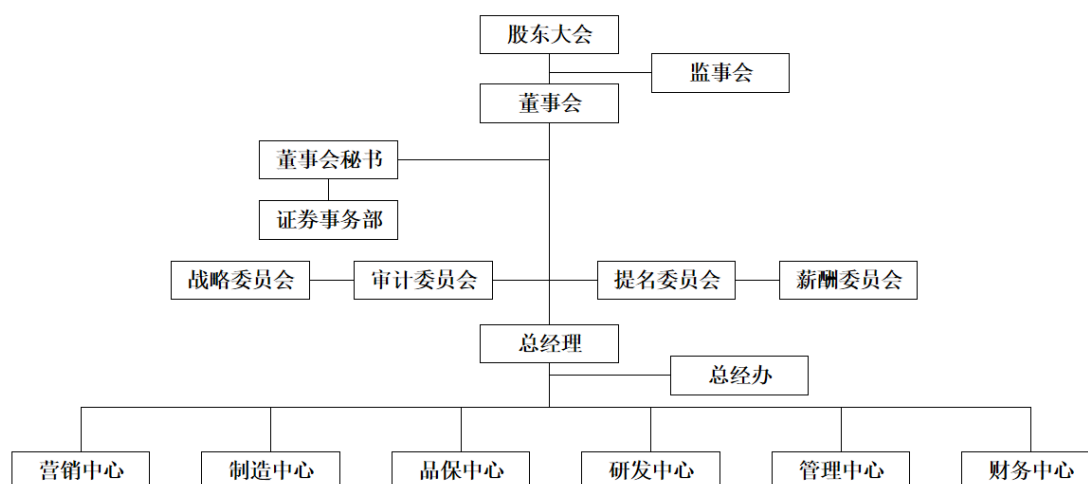 股东大会
监事会
董事会
董事会秘书
证券事务部
战略委员会
审计委员会
提名委员会
薪酬委员会
总经理
总经办
营销中心
制造中心
品保中心
研发中心
管理中心
财务中心